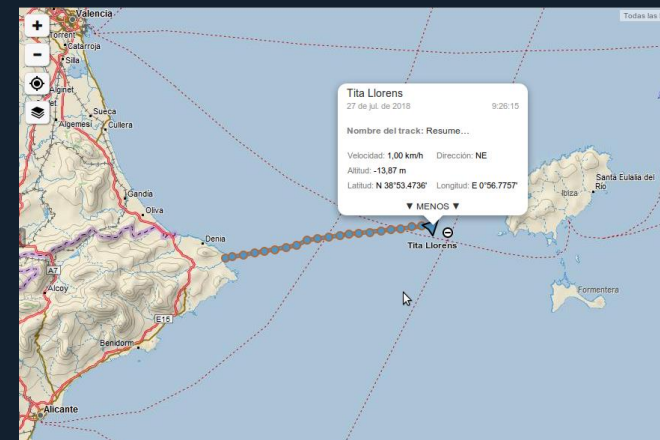 Valencia
Todas las
Torrent
Catarroja
Silla
Alginet
Sueca
Algemesi
Cullera
Gandia
Oliva
Denia
A7
Alcoy
E15
Benidorm
Alicante
Tita Llorens
27 de jul. de 2018 9:26:15
Nombre del track: Resume…
Velocidad: 1,00 km/h Dirección: NE
Altitud: -13,87 m
Latitud: N 38°53.4736' Longitud: E 0°56.7757'
▼ MENOS ▼
Tita Llorens
Santa Eulalia del
Río
Ibiza
Formentera